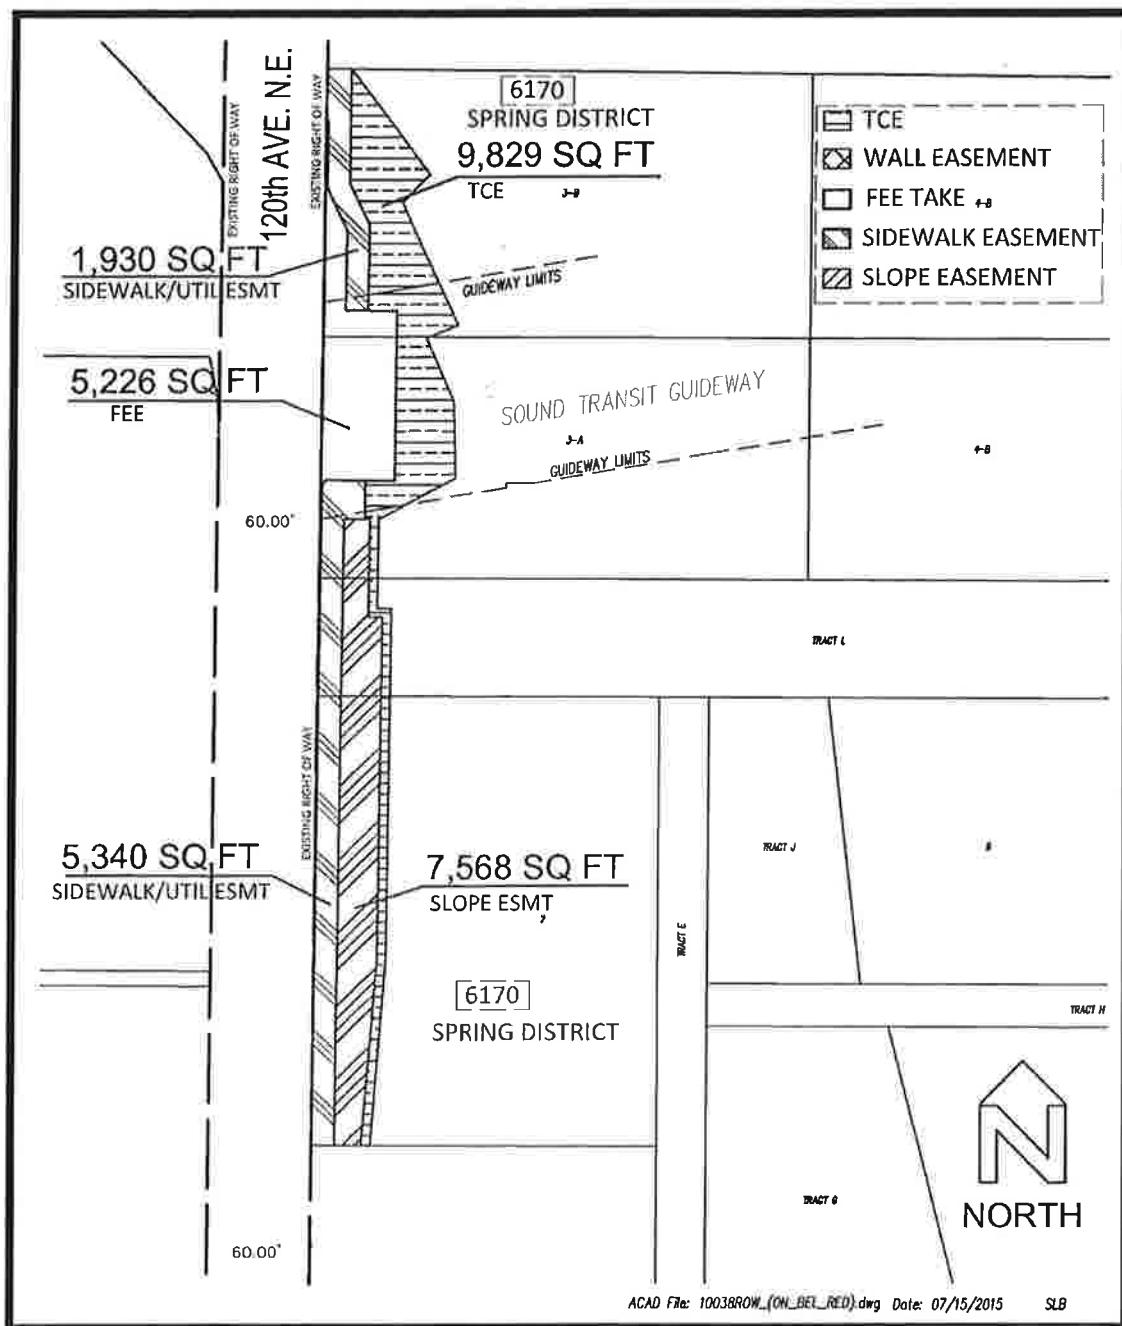 120th AVE. N.E.
EXISTING RIGHT OF WAY
EXISTING RIGHT OF WAY
6170
SPRING DISTRICT
9,829 SQ FT
TCE
3-B
TCE
WALL EASEMENT
FEE TAKE
4-B
SIDEWALK EASEMENT
SLOPE EASEMENT
1,930 SQ FT
SIDEWALK/UTIL ESMT
GUIDEWAY LIMITS
5,226 SQ FT
FEE
SOUND TRANSIT GUIDEWAY
3-A
GUIDEWAY LIMITS
4-B
60.00'
TRACT L
EXISTING RIGHT OF WAY
5,340 SQ FT
SIDEWALK/UTIL ESMT
7,568 SQ FT
SLOPE ESMT
TRACT J
TRACT E
6170
SPRING DISTRICT
TRACT H
TRACT G
NORTH
60.00'
ACAD File: 10038ROW_(ON_BEL_RED).dwg Date: 07/15/2015 SLB